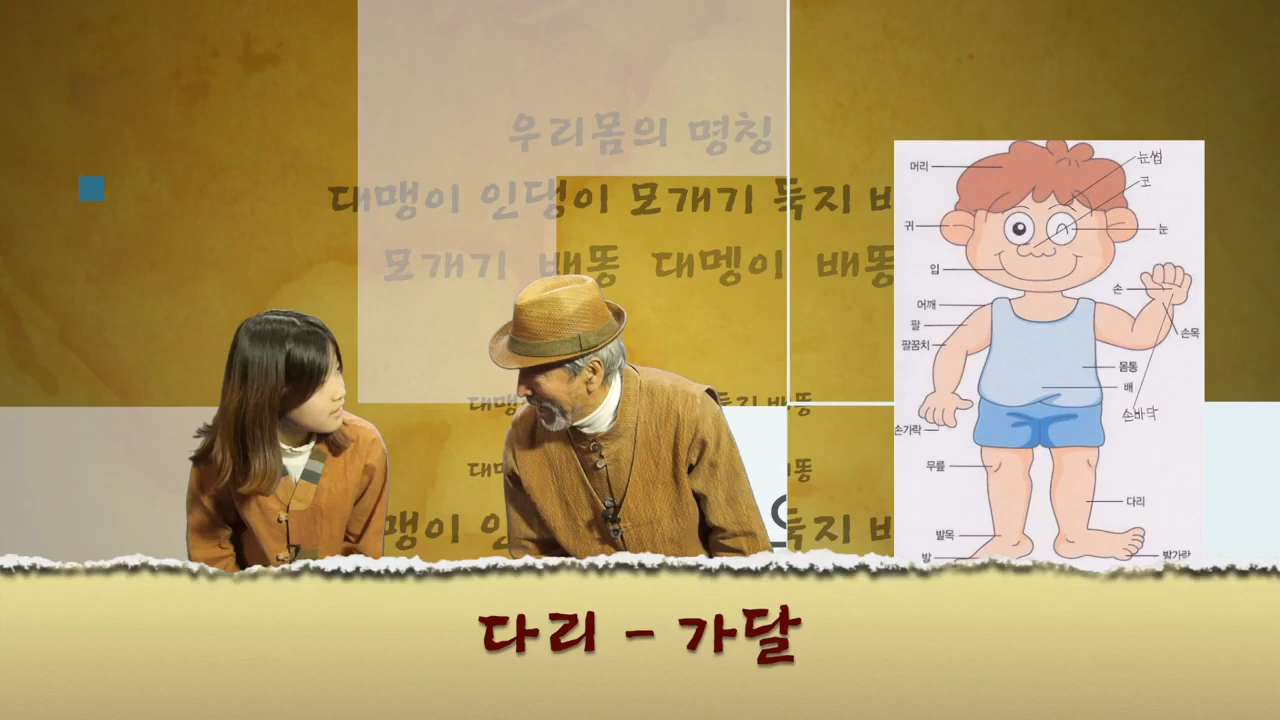 우리몸의 명칭
대맹이 인댕이 모개기 둑지
모개기 배똥 대멩이 배똥
머리
눈썹
코
귀
눈
입
손
어깨
손목
팔
팔꿈치
몸통
배
손바닥
손가락
무릎
다리
발목
발
발가락
다리 - 가달